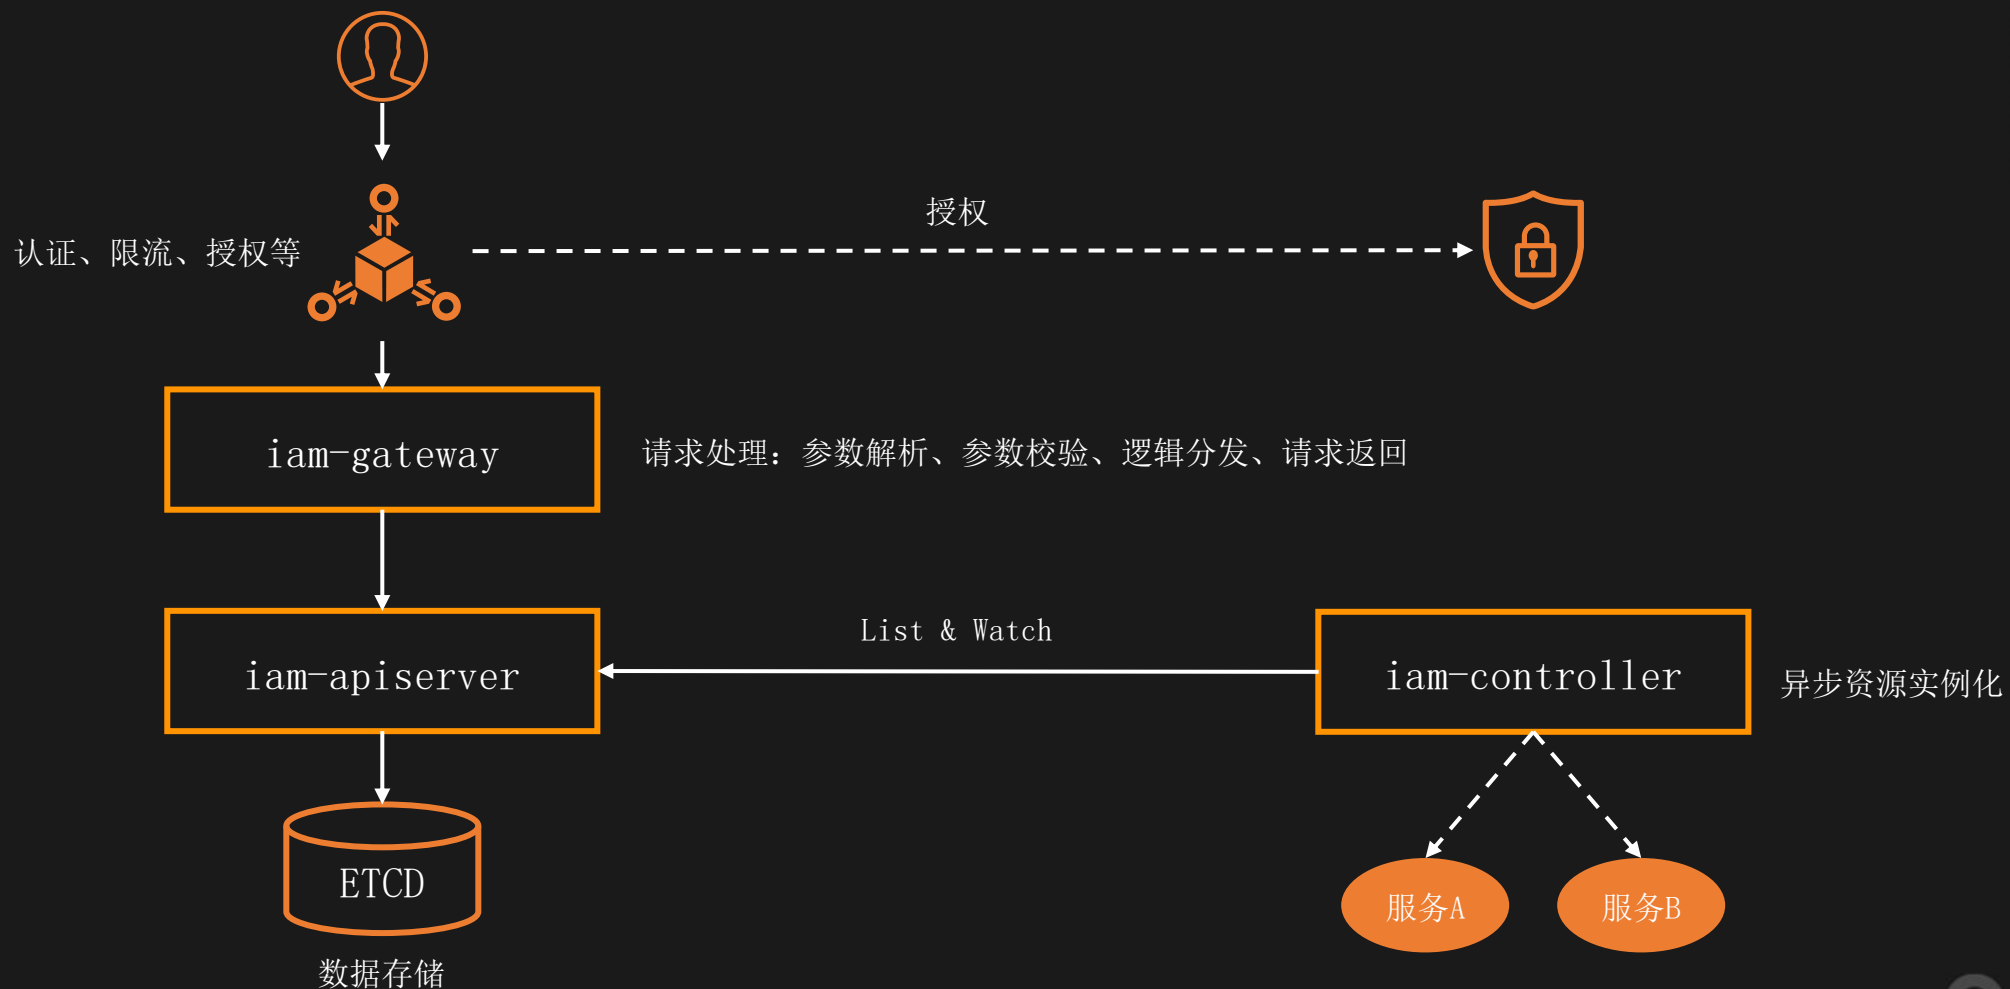 授权
认证、限流、授权等
iam-gateway
请求处理：参数解析、参数校验、逻辑分发、请求返回
List & Watch
iam-apiserver
iam-controller
异步资源实例化
ETCD
服务A
服务B
数据存储